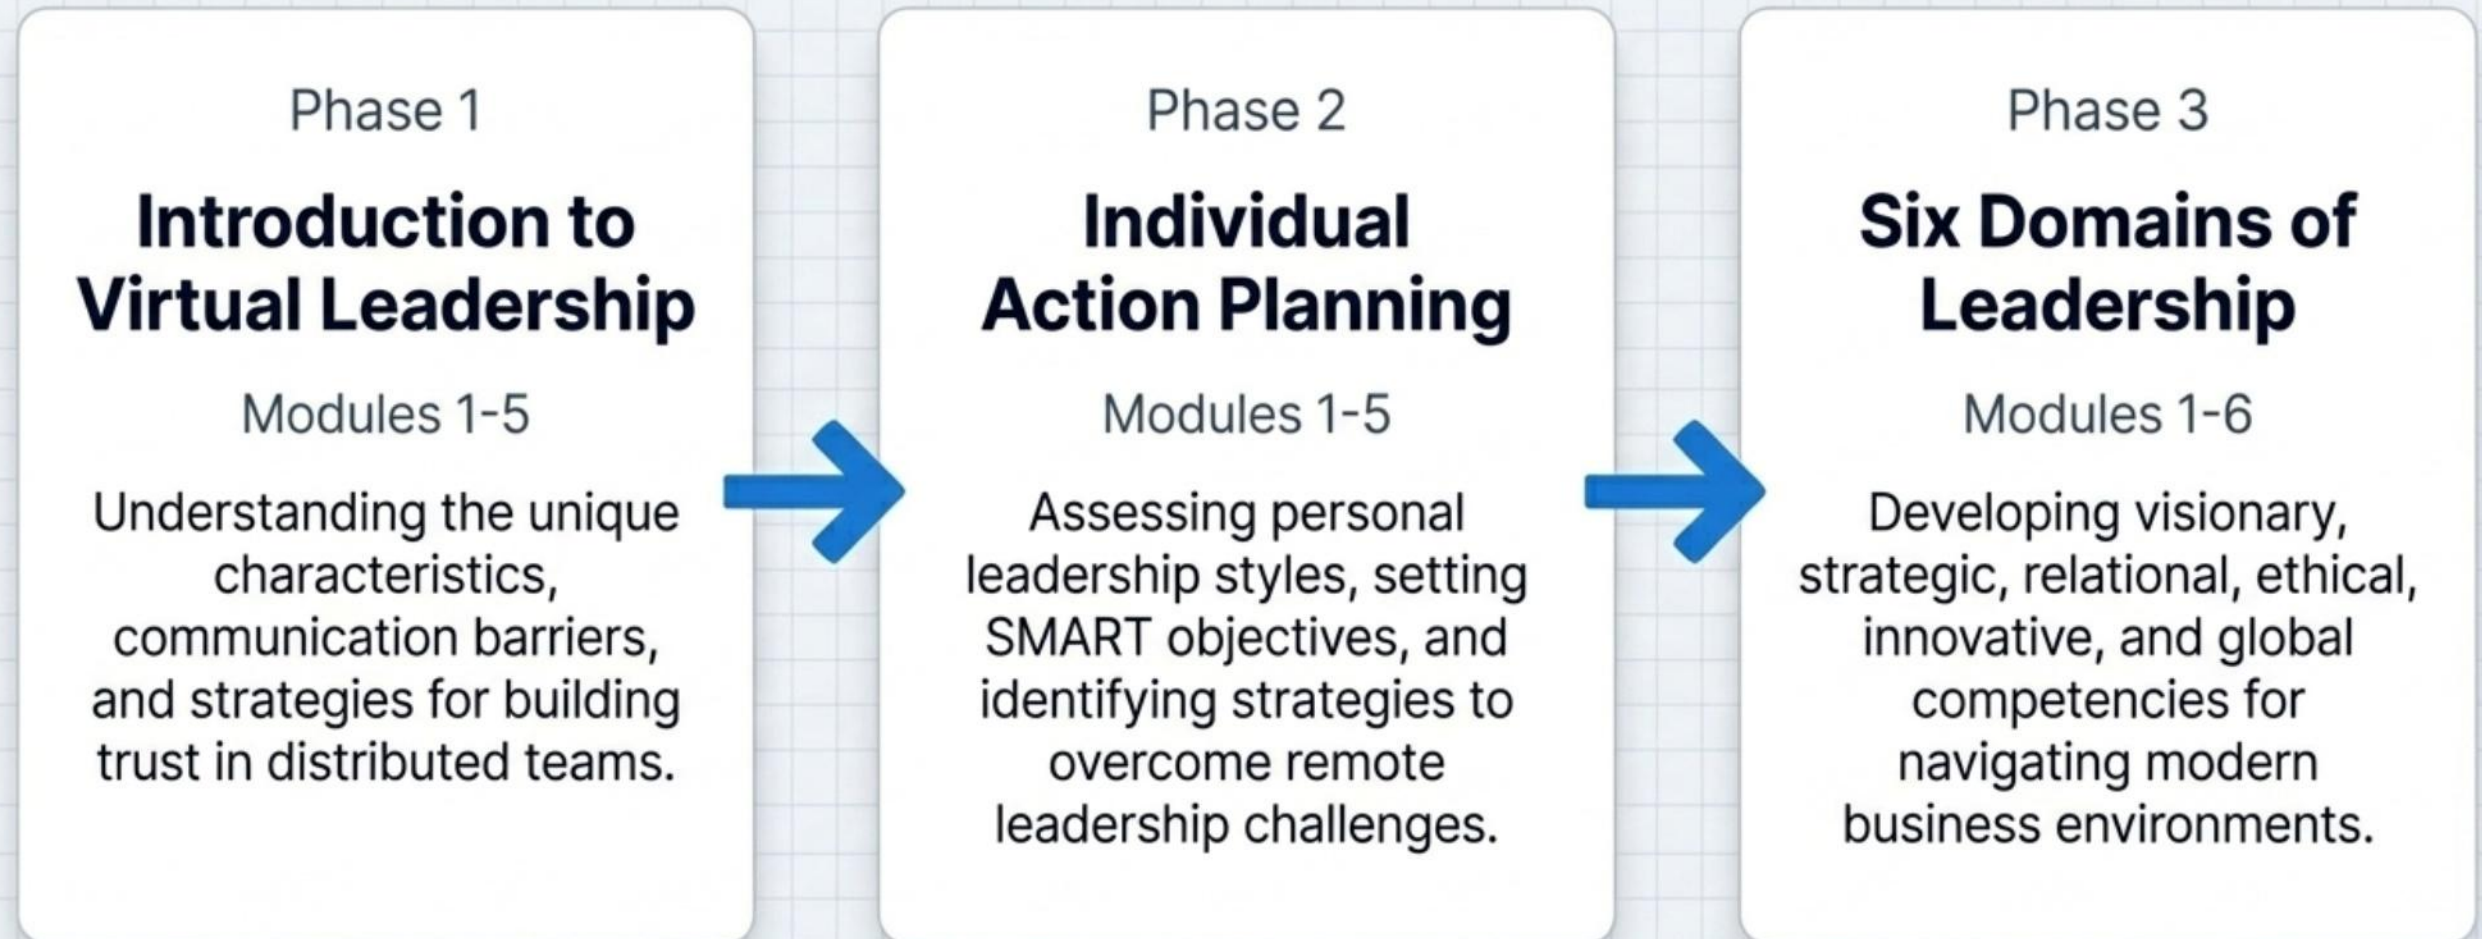 Phase 1
Introduction to
Virtual Leadership
Modules 1-5
Understanding the unique
characteristics,
communication barriers,
and strategies for building
trust in distributed teams.
Phase 2
Individual
Action Planning
Modules 1-5
Assessing personal
leadership styles, setting
SMART objectives, and
identifying strategies to
overcome remote
leadership challenges.
Phase 3
Six Domains of
Leadership
Modules 1-6
Developing visionary,
strategic, relational, ethical,
innovative, and global
competencies for
navigating modern
business environments.